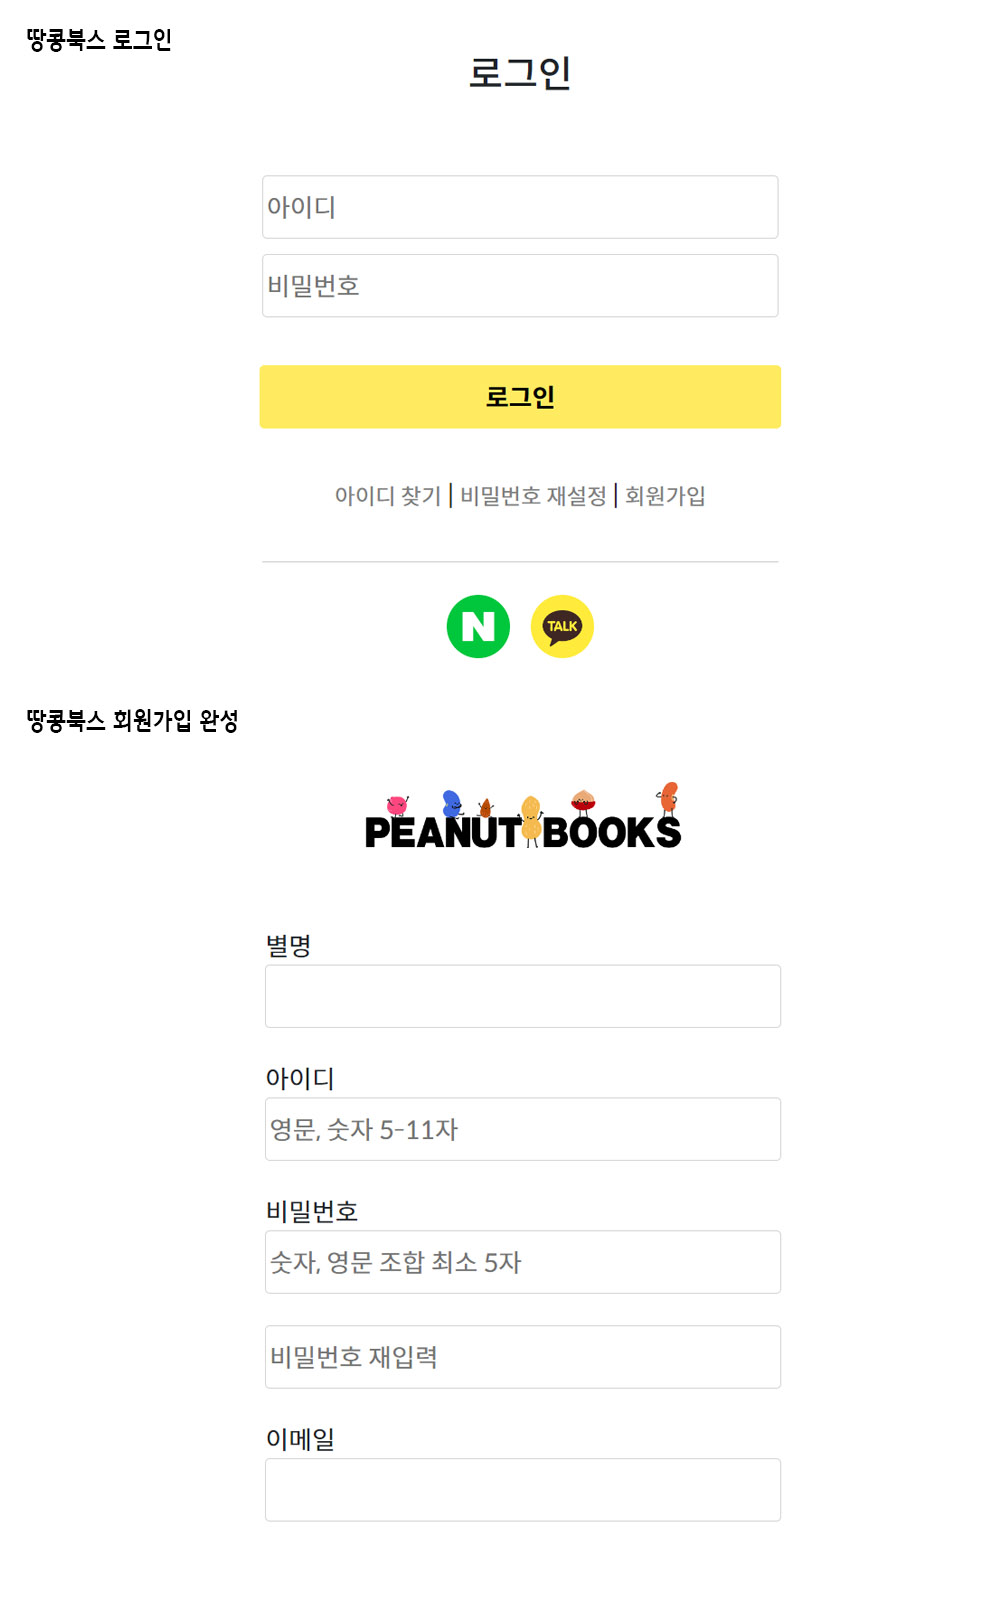 땅콩북스 로그인
로그인
아이디
비밀번호
로그인
아이디 찾기 | 비밀번호 재설정 | 회원가입
N TALK
땅콩북스 회원가입 완성
PEANUT BOOKS
별명
아이디
영문, 숫자 5-11자
비밀번호
숫자, 영문 조합 최소 5자
비밀번호 재입력
이메일